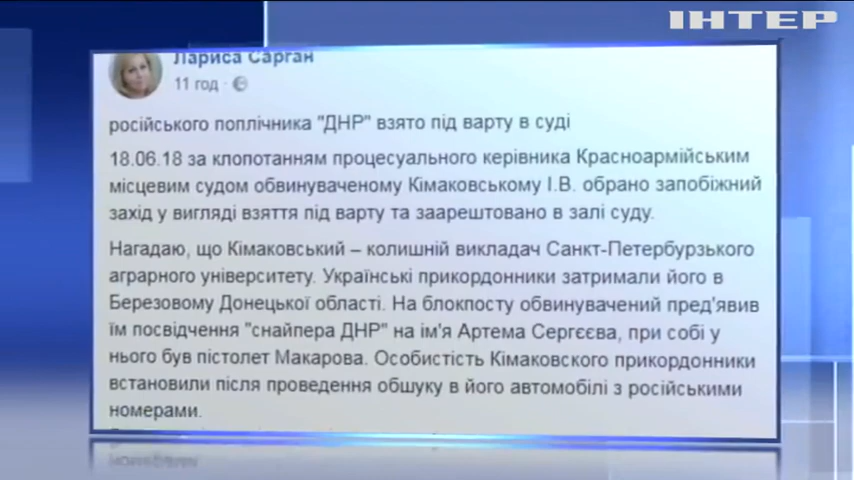 ІНТЕР
Лариса Сарган
11 год ·
російського поплічника "ДНР" взято під варту в суді
18.06.18 за клопотанням процесуального керівника Красноармійським
місцевим судом обвинуваченому Кімаковському І.В. обрано запобіжний
захід у вигляді взяття під варту та заарештовано в залі суду.
Нагадаю, що Кімаковський – колишній викладач Санкт-Петербурзького
аграрного університету. Українські прикордонники затримали його в
Березовому Донецької області. На блокпосту обвинувачений пред'явив
їм посвідчення "снайпера ДНР" на ім'я Артема Сергєєва, при собі у
нього був пістолет Макарова. Особистість Кімаковского прикордонники
встановили після проведення обшуку в його автомобілі з російськими
номерами.